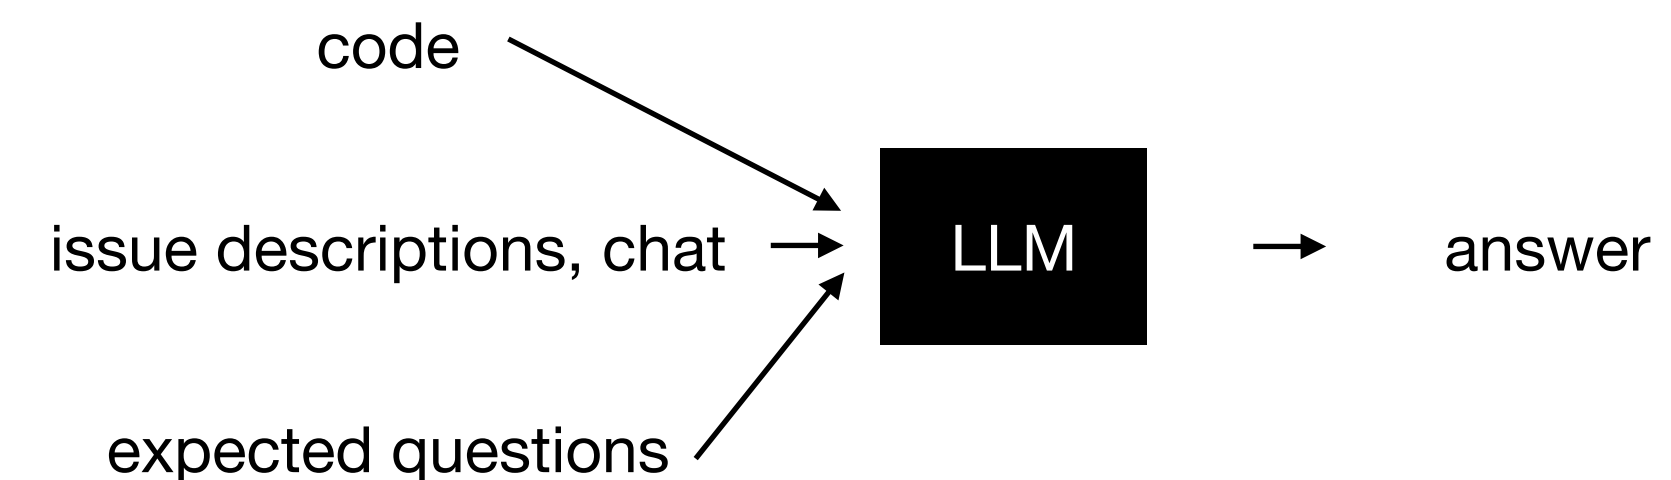 code
issue descriptions, chat
LLM
answer
expected questions